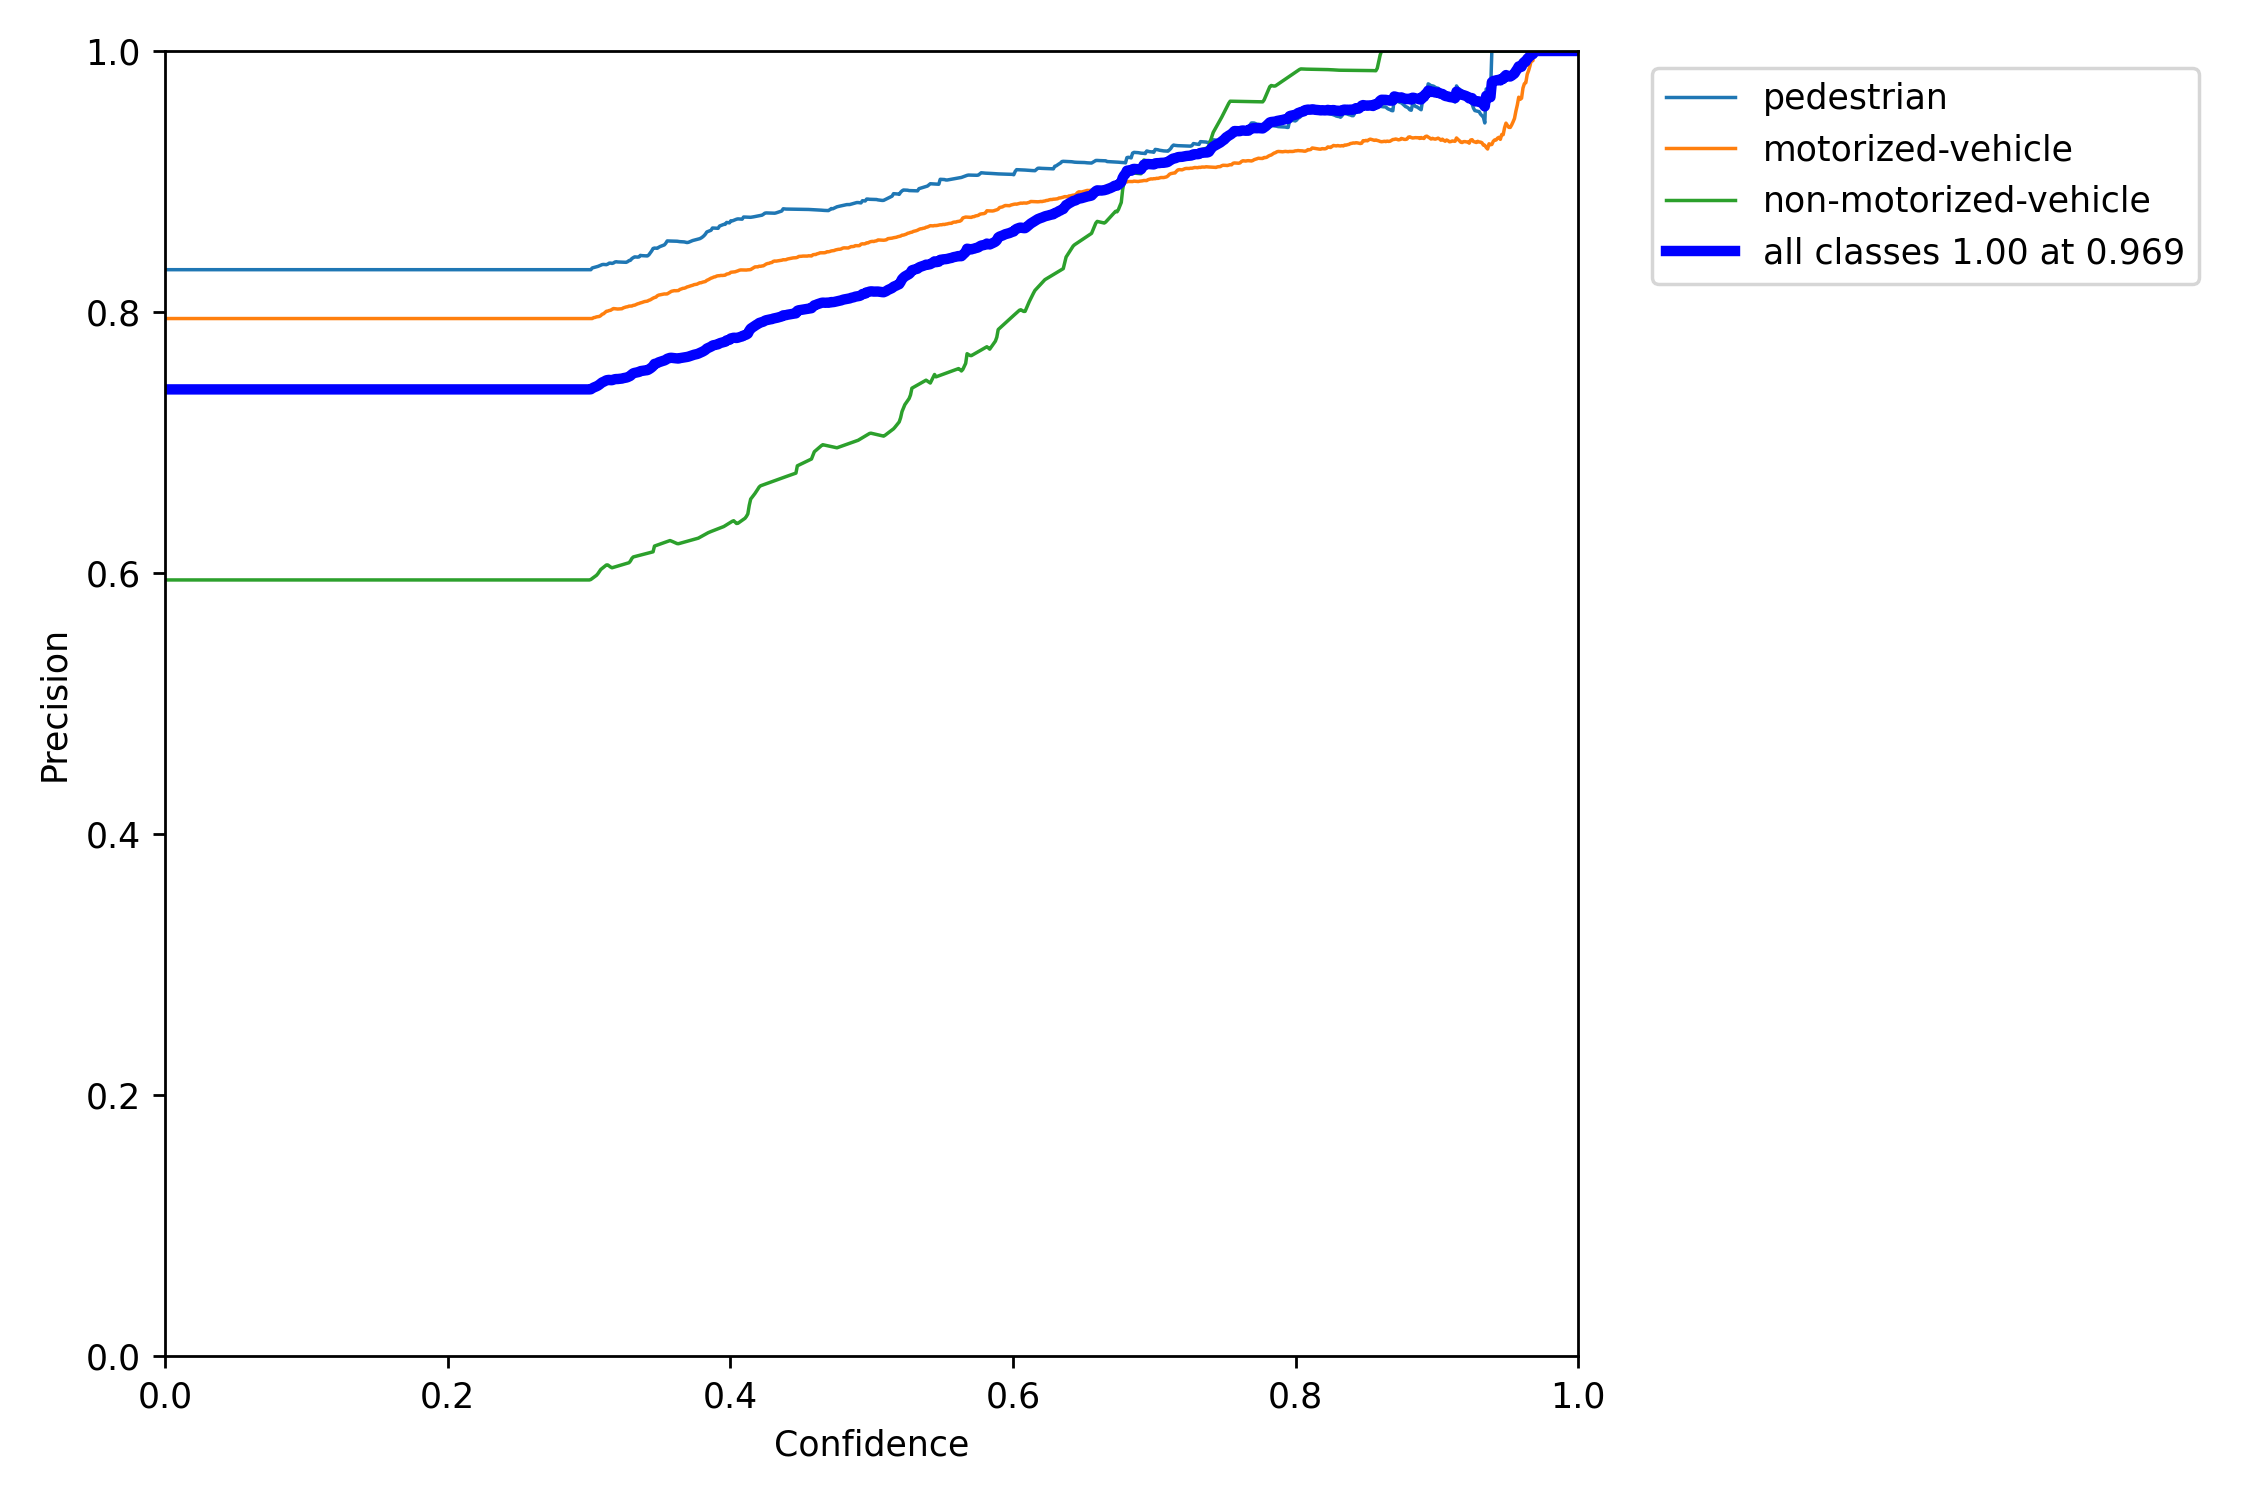 1.0
0.8
0.6
0.4
0.2
0.0
0.0 0.2 0.4 0.6 0.8 1.0
Precision
Confidence
pedestrian
motorized-vehicle
non-motorized-vehicle
all classes 1.00 at 0.969